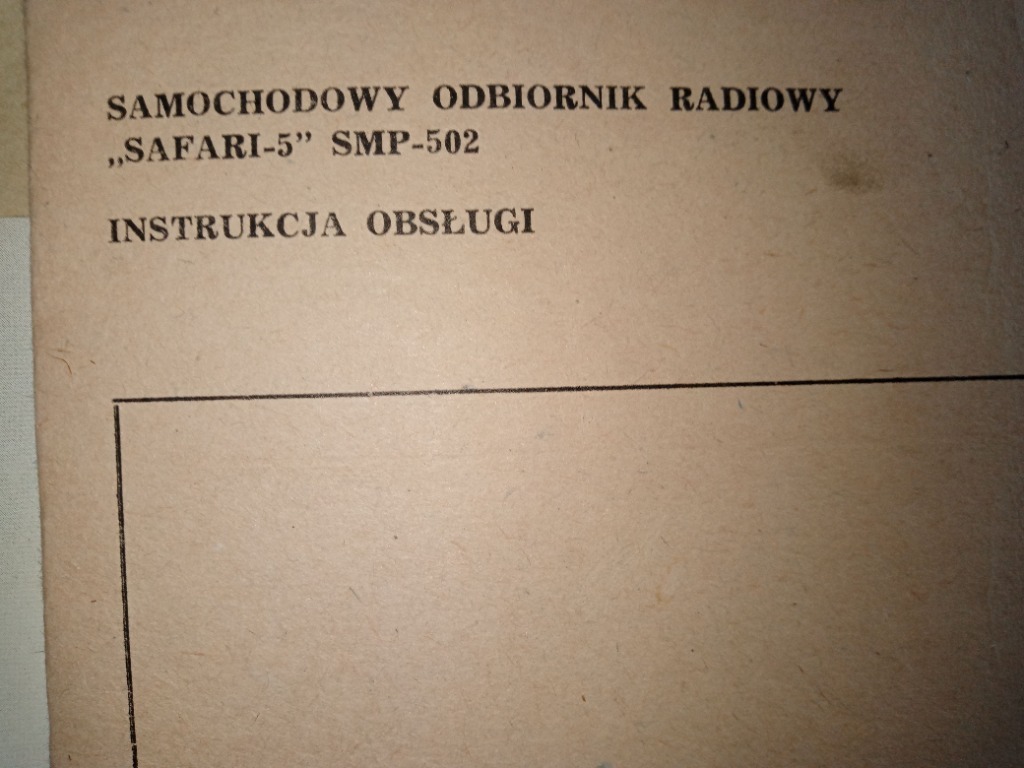 SAMOCHODOWY ODBIORNIK RADIOWY
„SAFARI-5” SMP-502
INSTRUKCJA OBSŁUGI